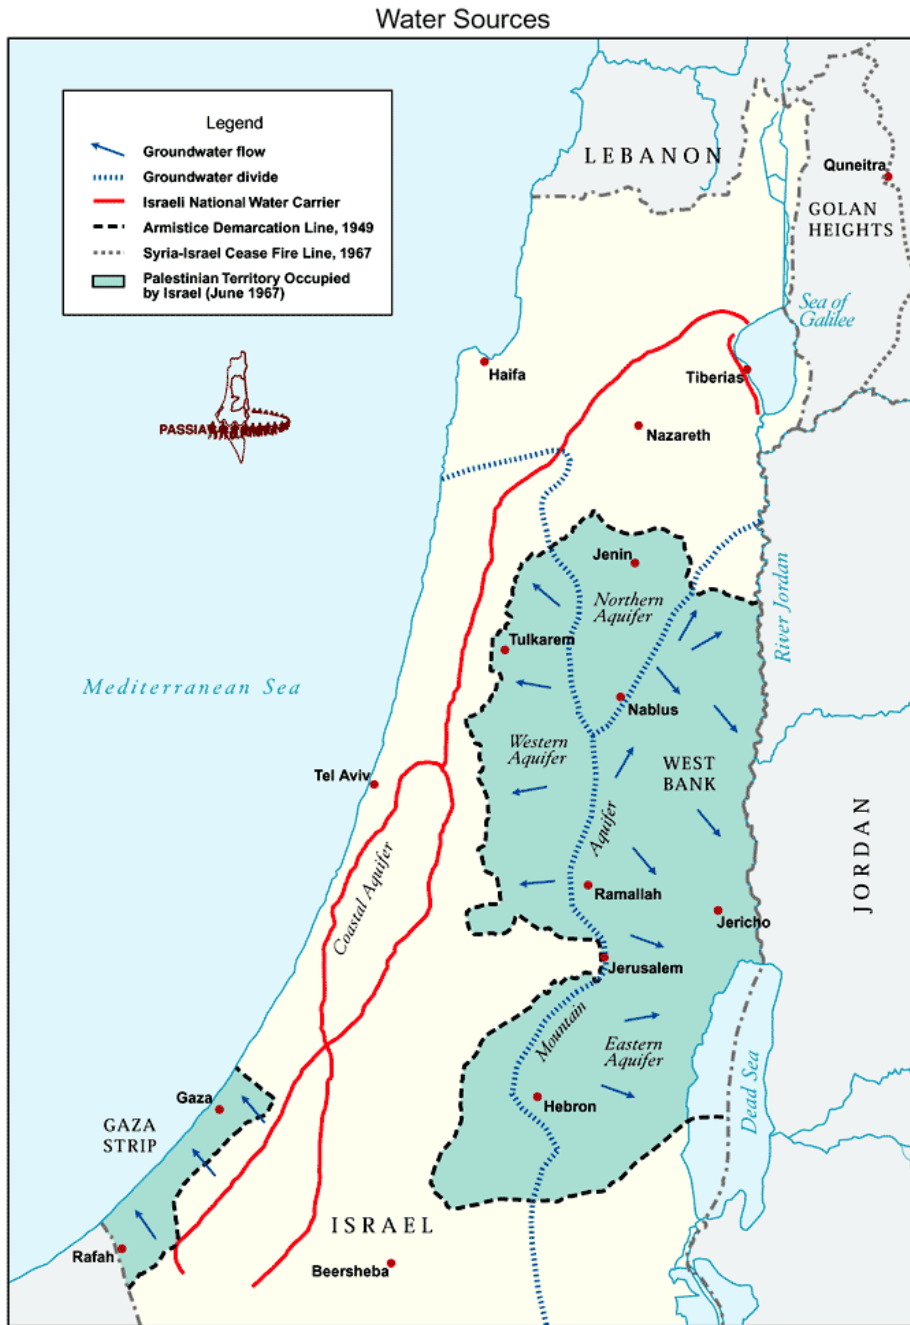 Water Sources
Legend
Groundwater flow
Groundwater divide
Israeli National Water Carrier
Armistice Demarcation Line, 1949
Syria-Israel Cease Fire Line, 1967
Palestinian Territory Occupied
by Israel (June 1967)
LEBANON
Quneitra
GOLAN
HEIGHTS
Sea of
Galilee
Haifa
Tiberias
PASSIA
Nazareth
Jenin
River Jordan
Northern
Aquifer
Tulkarem
Mediterranean Sea
Nablus
Western
Aquifer
WEST
BANK
Tel Aviv
Aquifer
JORDAN
Coastal Aquifer
Ramallah
Jericho
Jerusalem
Mountain
Eastern
Aquifer
Dead Sea
Gaza
Hebron
GAZA
STRIP
ISRAEL
Rafah
Beersheba